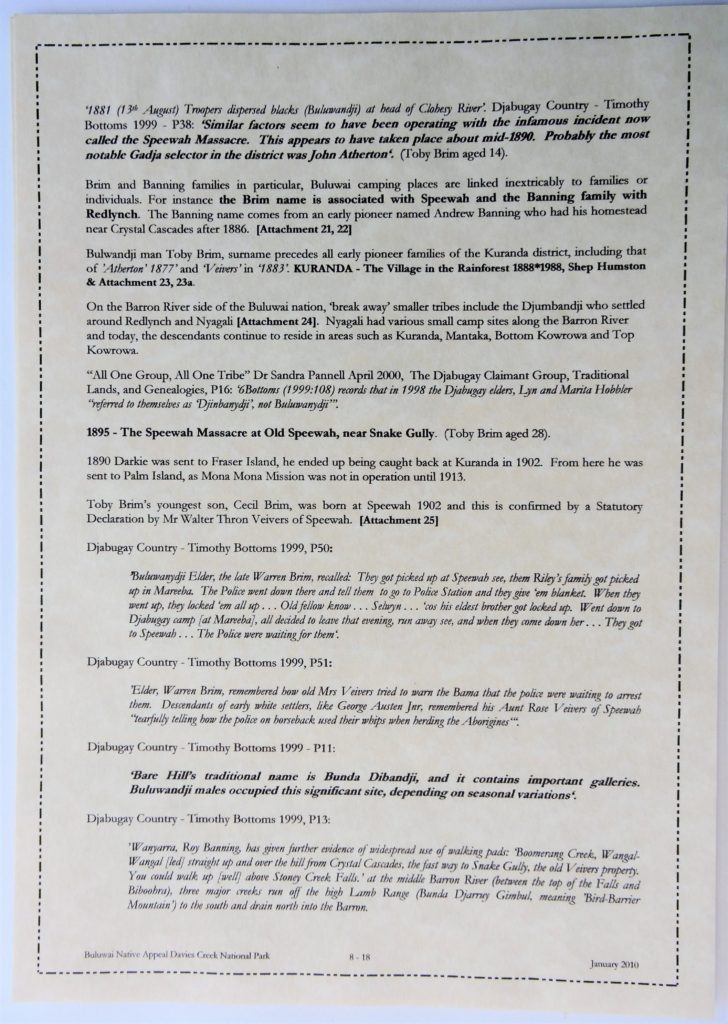 '1881 (13th August) Troopers dispersed blacks (Buluwandji) at head of Clohesy River'. Djabugay Country - Timothy
Bottoms 1999 - P38: 'Similar factors seem to have been operating with the infamous incident now
called the Speewah Massacre. This appears to have taken place about mid-1890. Probably the most
notable Gadja selector in the district was John Atherton'. (Toby Brim aged 14).
Brim and Banning families in particular, Buluwai camping places are linked inextricably to families or
individuals. For instance the Brim name is associated with Speewah and the Banning family with
Redlynch. The Banning name comes from an early pioneer named Andrew Banning who had his homestead
near Crystal Cascades after 1886. [Attachment 21, 22]
Bulwandji man Toby Brim, surname precedes all early pioneer families of the Kuranda district, including that
of 'Atherton' 1877' and 'Veivers' in '1883'. KURANDA - The Village in the Rainforest 1888*1988, Shep Humston
& Attachment 23, 23a.
On the Barron River side of the Buluwai nation, 'break away' smaller tribes include the Djumbandji who settled
around Redlynch and Nyagali [Attachment 24]. Nyagali had various small camp sites along the Barron River
and today, the descendants continue to reside in areas such as Kuranda, Mantaka, Bottom Kowrowa and Top
Kowrowa.
"All One Group, All One Tribe" Dr Sandra Pannell April 2000, The Djabugay Claimant Group, Traditional
Lands, and Genealogies, P16: '6Bottoms (1999:108) records that in 1998 the Djabugay elders, Lyn and Marita Hobbler
"referred to themselves as 'Djinbanydji', not Buluwanydji'".
1895 - The Speewah Massacre at Old Speewah, near Snake Gully. (Toby Brim aged 28).
1890 Darkie was sent to Fraser Island, he ended up being caught back at Kuranda in 1902. From here he was
sent to Palm Island, as Mona Mona Mission was not in operation until 1913.
Toby Brim's youngest son, Cecil Brim, was born at Speewah 1902 and this is confirmed by a Statutory
Declaration by Mr Walter Thron Veivers of Speewah. [Attachment 25]
Djabugay Country - Timothy Bottoms 1999, P50:
'Buluwanydji Elder, the late Warren Brim, recalled: They got picked up at Speewah see, them Riley's family got picked
up in Mareeba. The Police went down there and tell them to go to Police Station and they give 'em blanket. When they
went up, they locked 'em all up . . . Old fellow know . . . Selwyn . . . 'cos his eldest brother got locked up. Went down to
Djabugay camp [at Mareeba], all decided to leave that evening, run away see, and when they come down her . . . They got
to Speewah . . . The Police were waiting for them'.
Djabugay Country - Timothy Bottoms 1999, P51:
'Elder, Warren Brim, remembered how old Mrs Veivers tried to warn the Bama that the police were waiting to arrest
them. Descendants of early white settlers, like George Austen Jnr, remembered his Aunt Rose Veivers of Speewah
"tearfully telling how the police on horseback used their whips when herding the Aborigines"'.
Djabugay Country - Timothy Bottoms 1999 - P11:
'Bare Hill's traditional name is Bunda Dibandji, and it contains important galleries.
Buluwandji males occupied this significant site, depending on seasonal variations'.
Djabugay Country - Timothy Bottoms 1999, P13:
'Wanyarra, Roy Banning, has given further evidence of widespread use of walking pads: 'Boomerang Creek, Wangal-
Wangal [led] straight up and over the hill from Crystal Cascades, the fast way to Snake Gully, the old Veivers property.
You could walk up [well] above Stoney Creek Falls.' at the middle Barron River (between the top of the Falls and
Biboohra), three major creeks run off the high Lamb Range (Bunda Djarruy Gimbul, meaning 'Bird-Barrier
Mountain') to the south and drain north into the Barron.
Buluwai Native Appeal Davies Creek National Park
8 - 18
January 2010